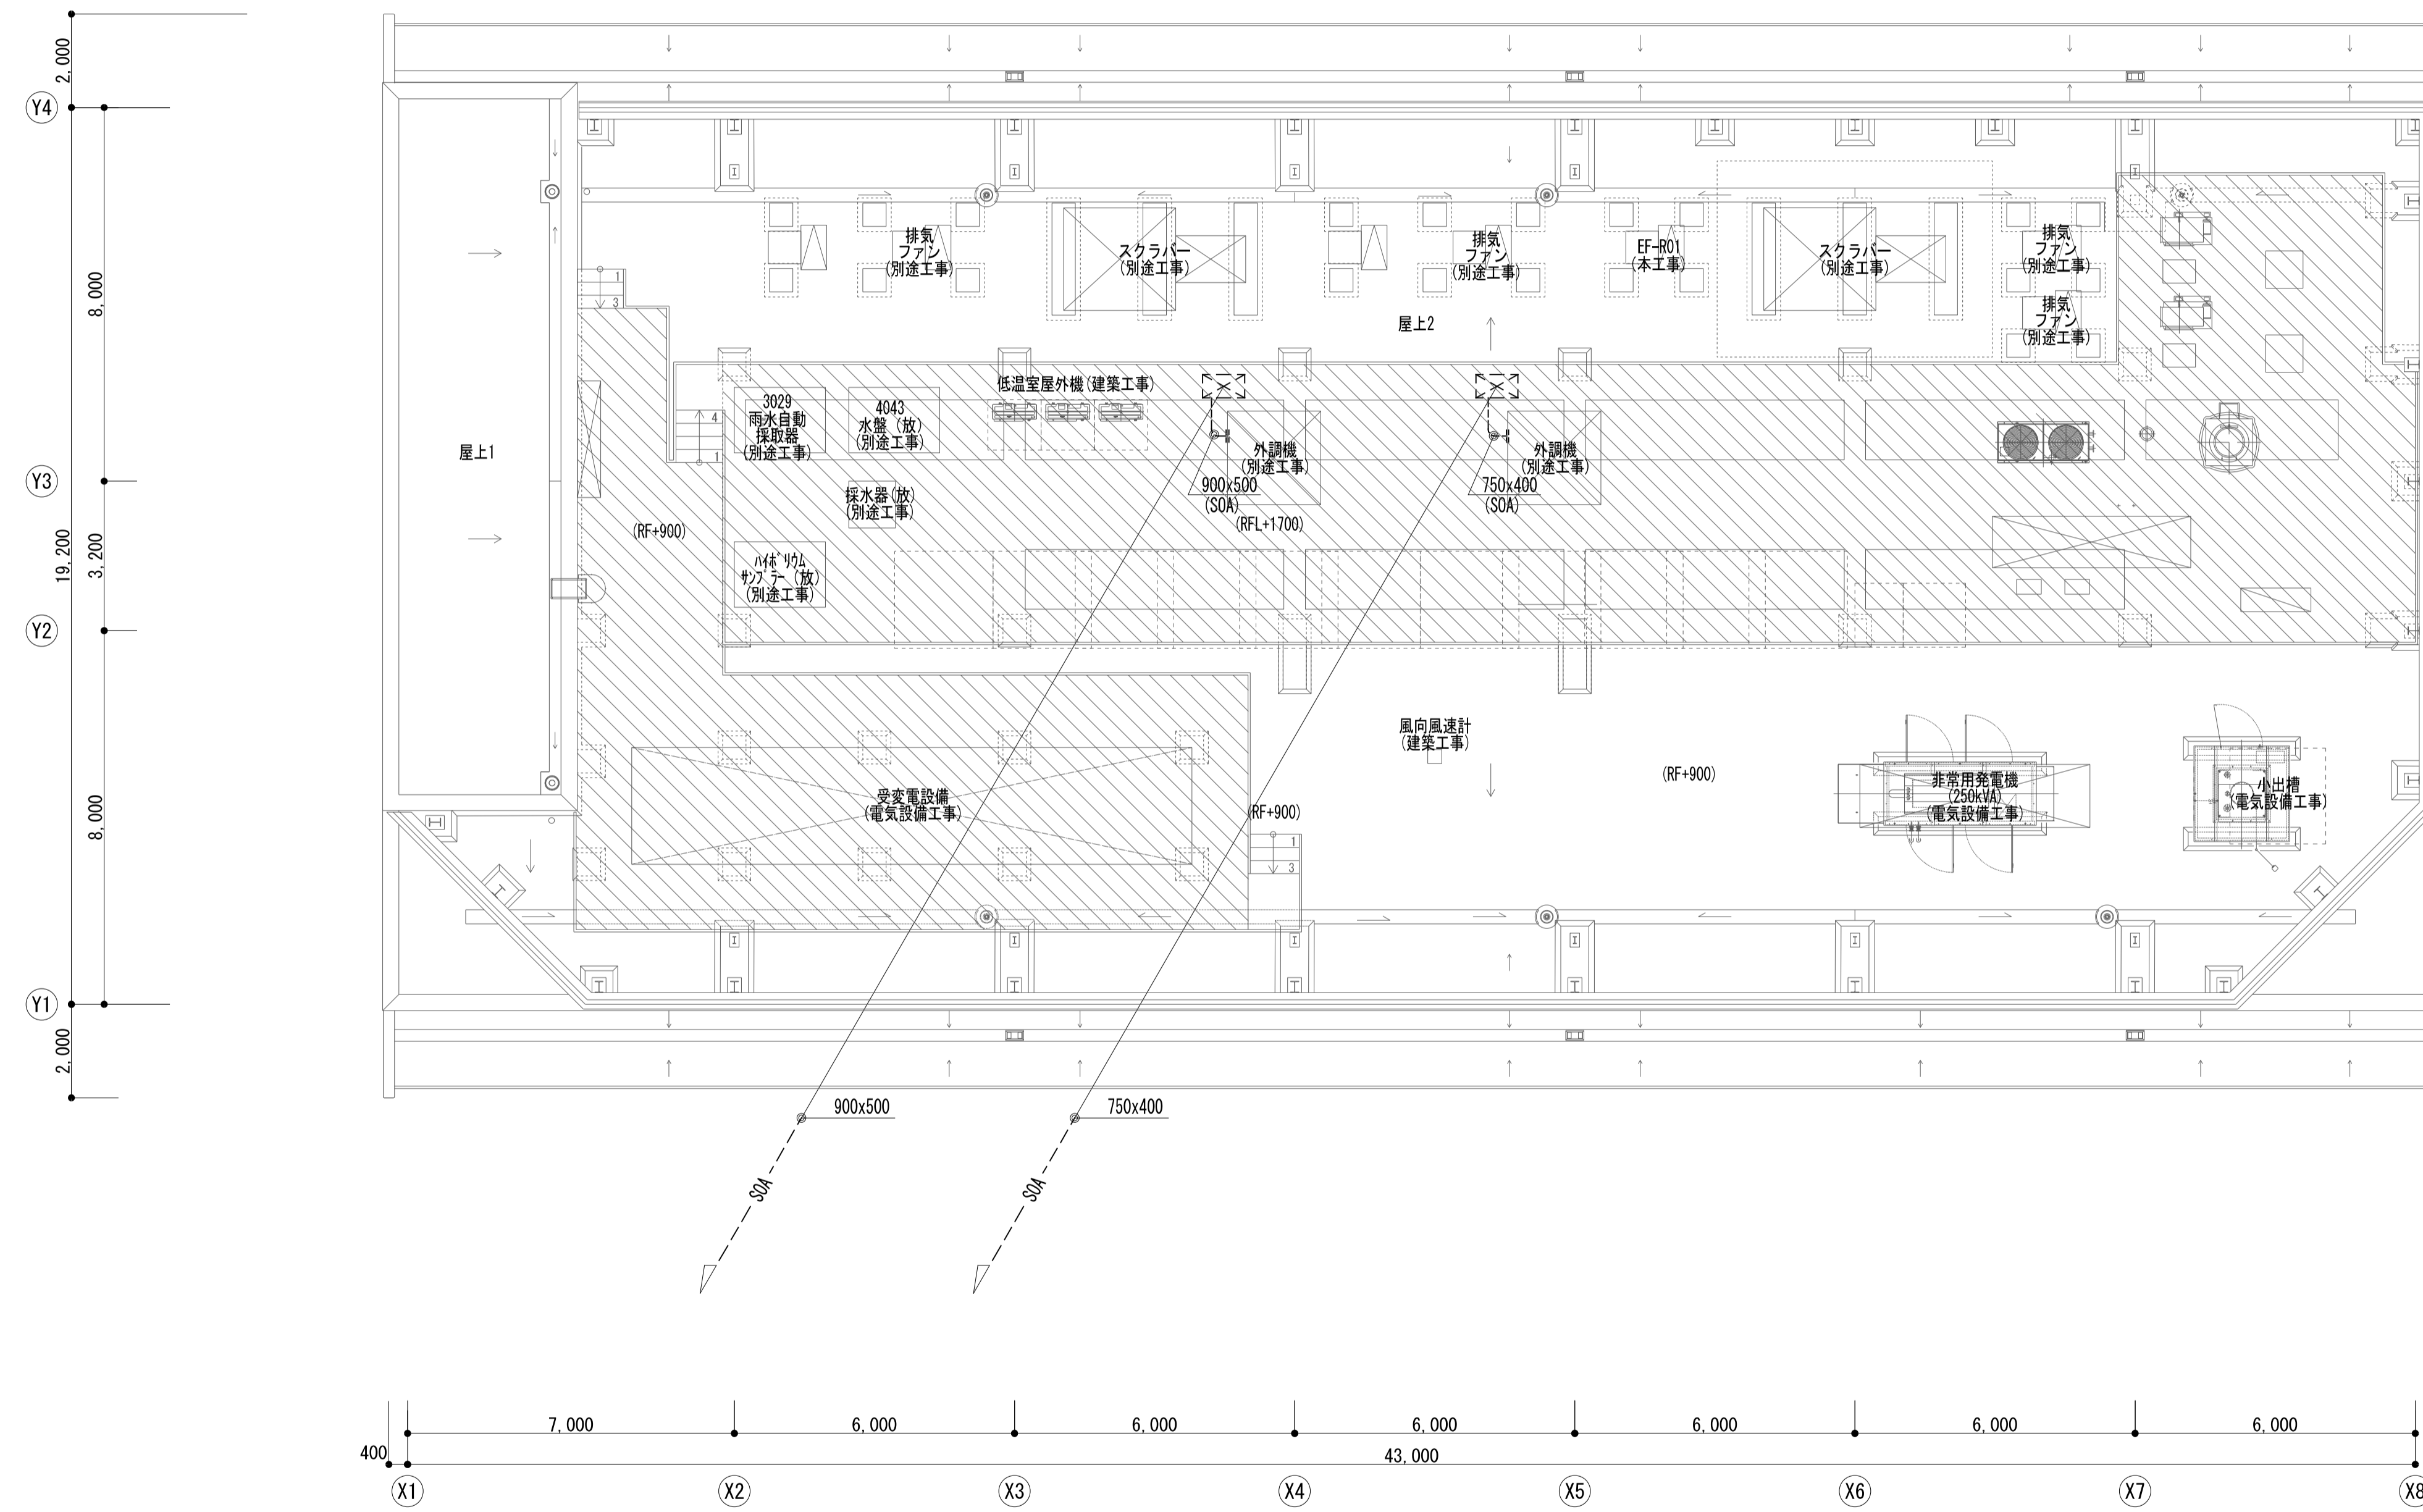 2,000
Y4
8,000
Y3
19,200
3,200
Y2
8,000
Y1
2,000
屋上1
1
3
排気
ファン
(別途工事)
スクラバー
(別途工事)
排気
ファン
(別途工事)
EF-R01
(本工事)
スクラバー
(別途工事)
排気
ファン
(別途工事)
排気
ファン
(別途工事)
屋上2
4
1
3029
雨水自動
採取器
(別途工事)
4043
水盤(放)
(別途工事)
低温室屋外機(建築工事)
外調機
(別途工事)
900x500
(SOA)
(RFL+1700)
外調機
(別途工事)
750x400
(SOA)
採水器(放)
(別途工事)
(RF+900)
ハイボリウム
サンプラー(放)
(別途工事)
受変電設備
(電気設備工事)
(RF+900)
1
3
風向風速計
(建築工事)
(RF+900)
非常用発電機
(250kVA)
(電気設備工事)
小出槽
(電気設備工事)
900x500
750x400
SOA
SOA
7,000
6,000
6,000
6,000
6,000
6,000
6,000
400
43,000
X1
X2
X3
X4
X5
X6
X7
X8